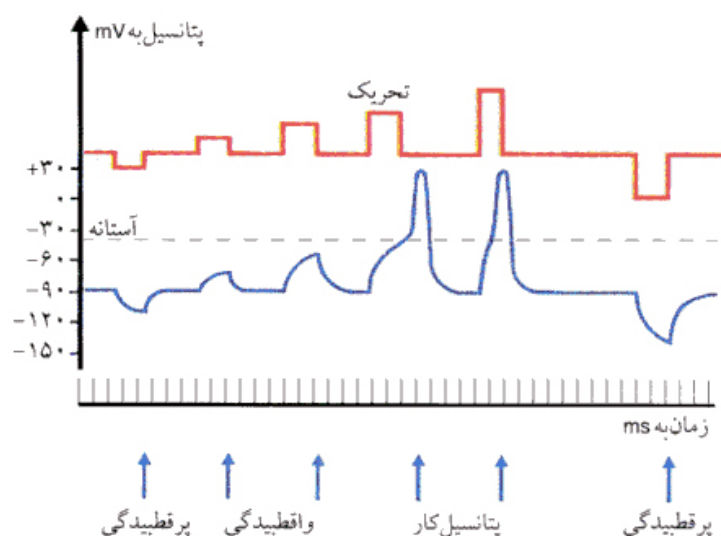 پتانسیل به mV
تحریک
+۳۰
۰
آستانه
−۳۰
−۶۰
−۹۰
−۱۲۰
−۱۵۰
زمان به ms
پرقطبیدگی
واقطبیدگی
پتانسیل کار
پرقطبیدگی